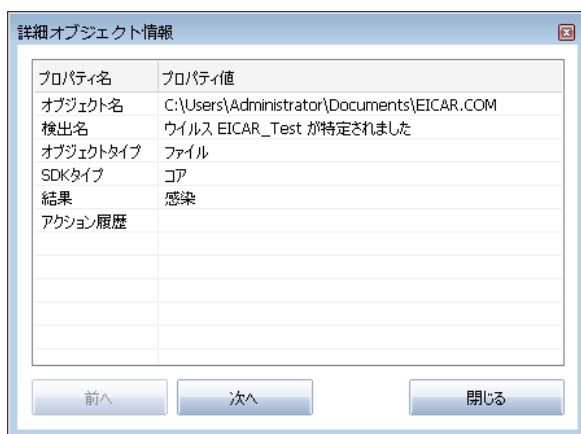 詳細オブジェクト情報
プロパティ名 プロパティ値
オブジェクト名 C:\Users\Administrator\Documents\EICAR.COM
検出名 ウイルス EICAR_Test が特定されました
オブジェクトタイプ ファイル
SDKタイプ コア
結果 感染
アクション履歴
前へ 次へ 閉じる